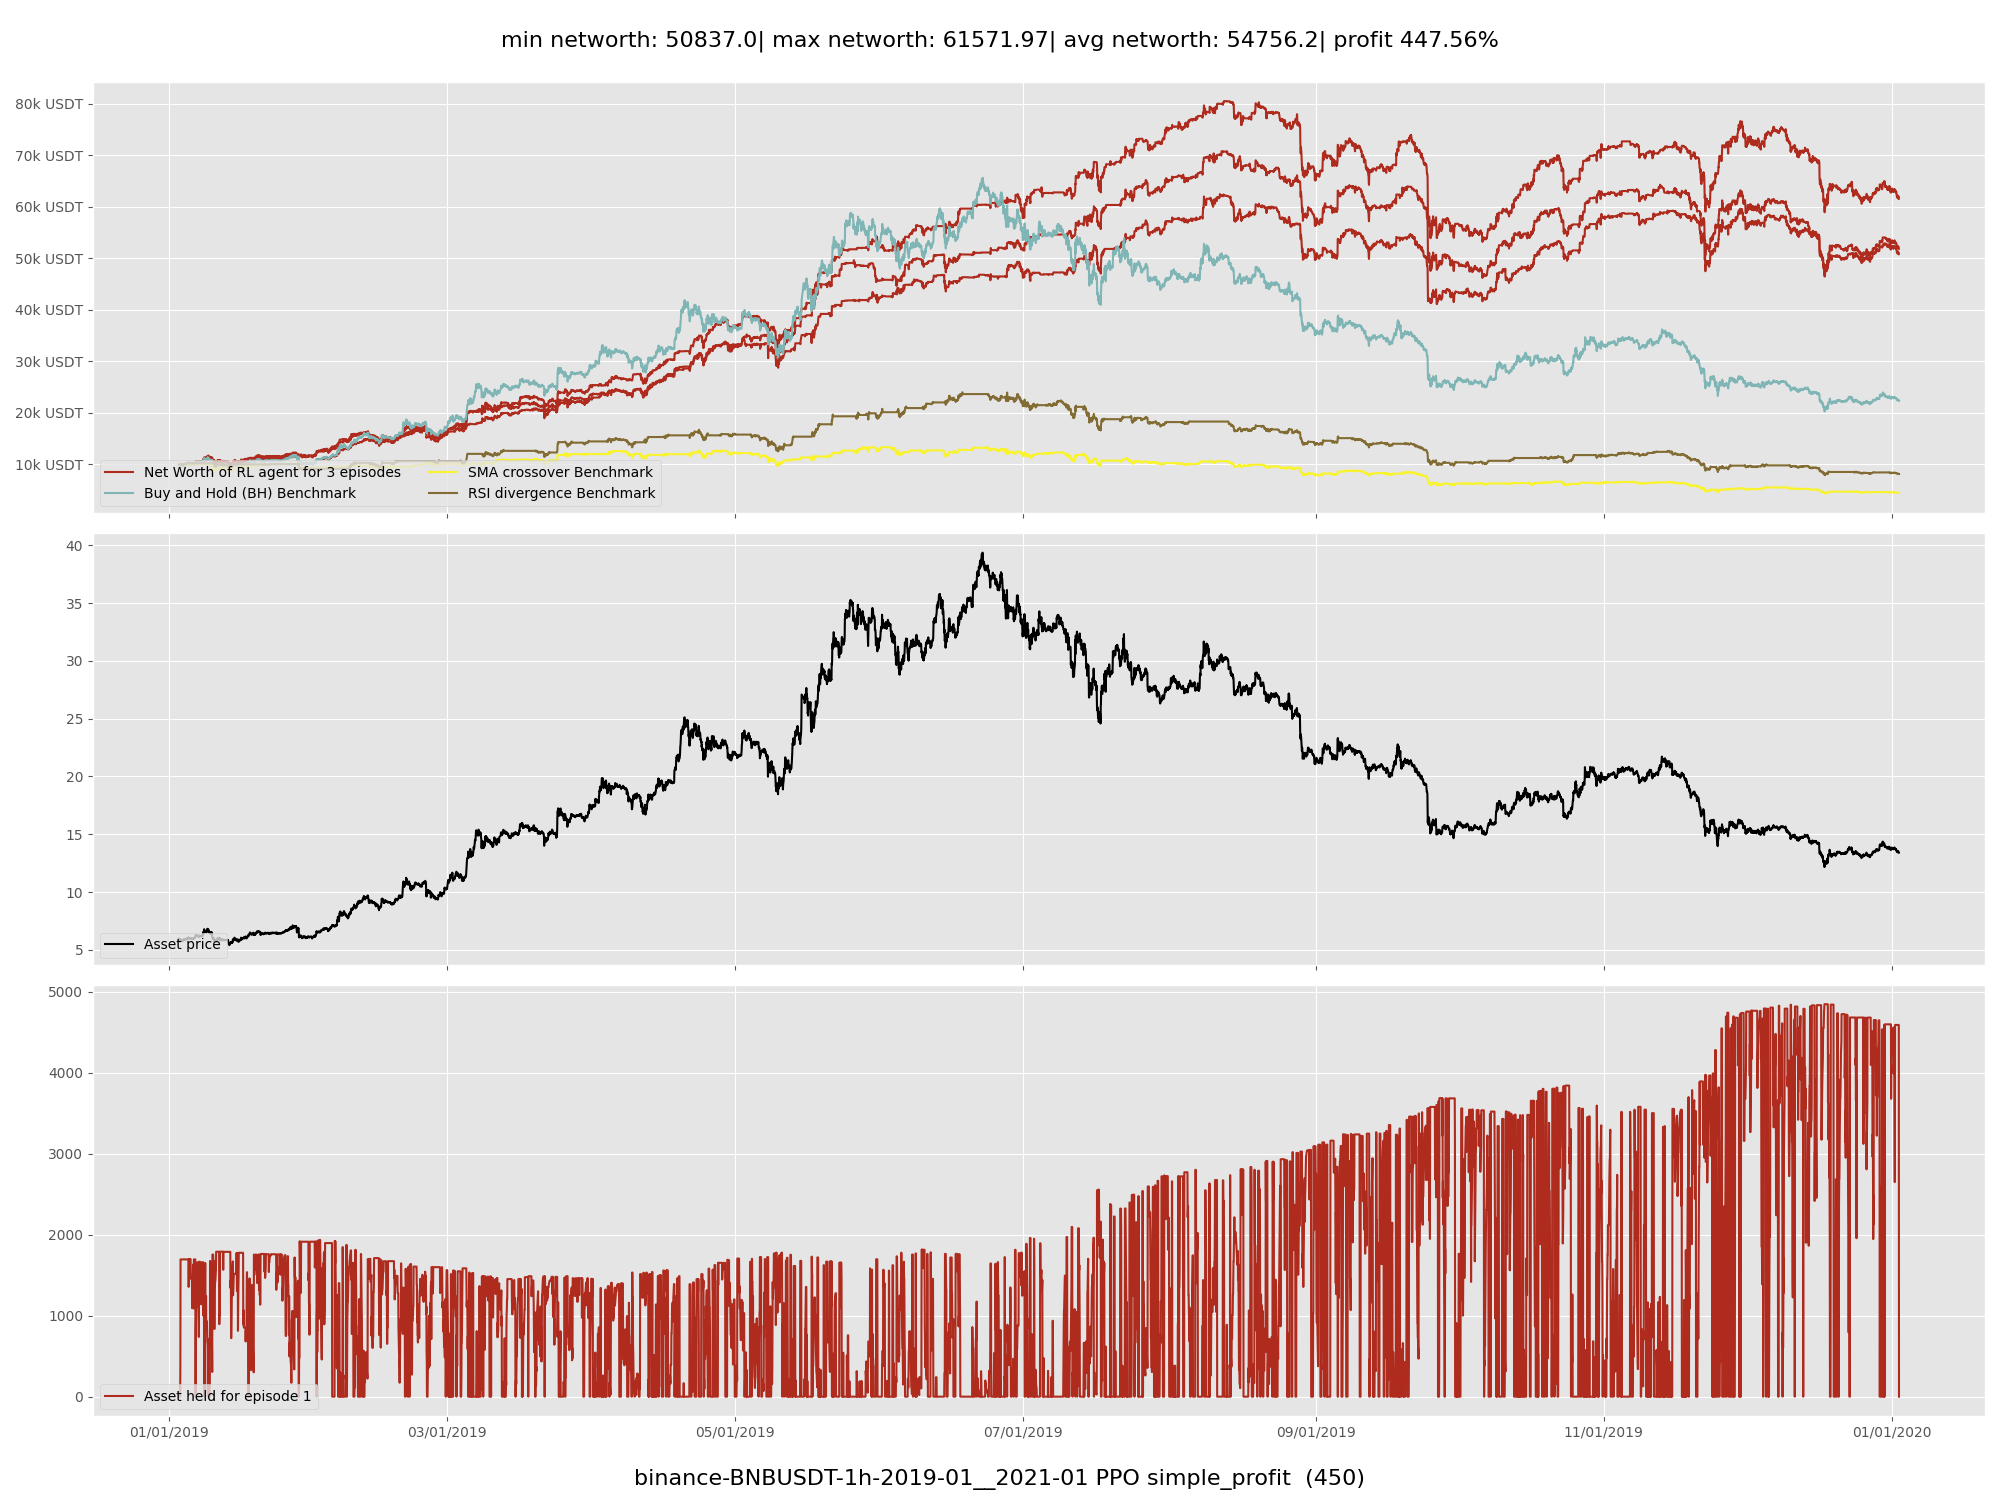 min networth: 50837.0| max networth: 61571.97| avg networth: 54756.2| profit 447.56%
80k USDT
70k USDT
60k USDT
50k USDT
40k USDT
30k USDT
20k USDT
10k USDT
Net Worth of RL agent for 3 episodes
Buy and Hold (BH) Benchmark
SMA crossover Benchmark
RSI divergence Benchmark
40
35
30
25
20
15
10
5
Asset price
5000
4000
3000
2000
1000
0
Asset held for episode 1
01/01/2019 03/01/2019 05/01/2019 07/01/2019 09/01/2019 11/01/2019 01/01/2020
binance-BNBUSDT-1h-2019-01__2021-01 PPO simple_profit (450)